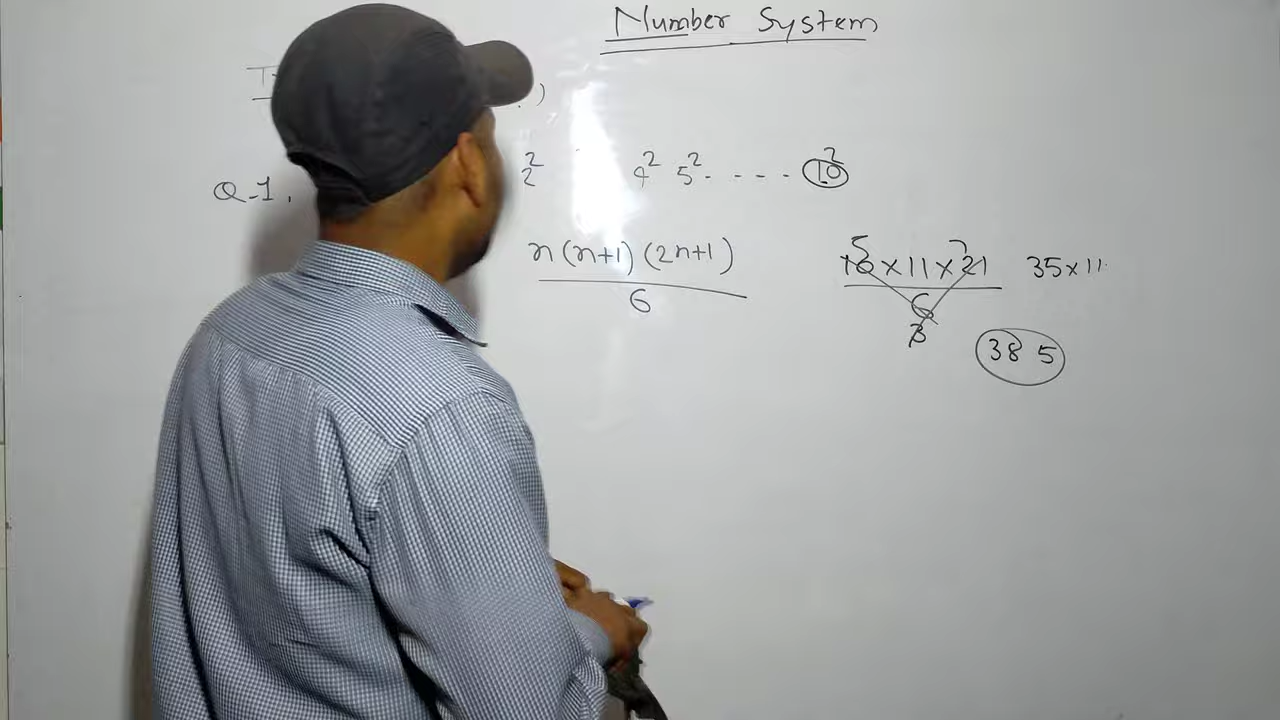 Number System
Q-1. 2² 4² 5² - - - - 10²
n(n+1)(2n+1) / 6
10×11×21 / 6 35×11
5 7
3
385